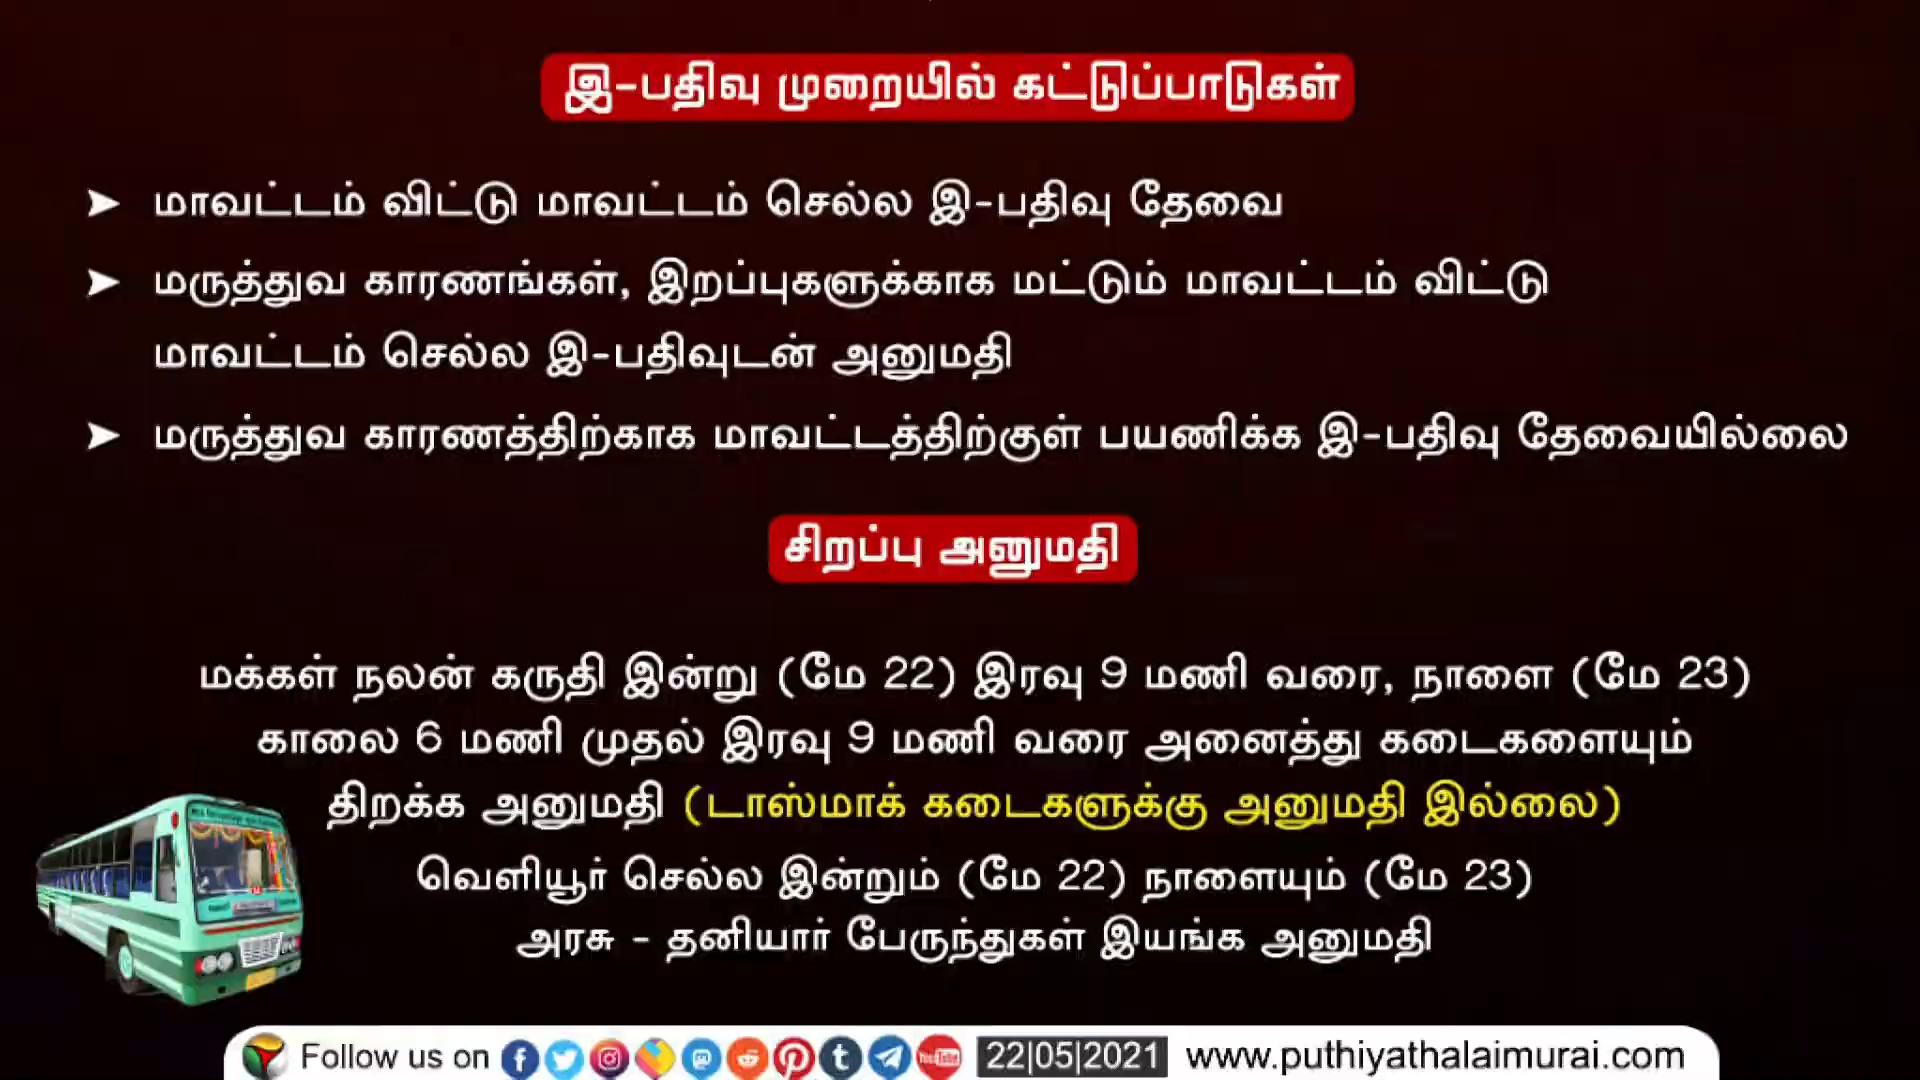 இ-பதிவு முறையில் கட்டுப்பாடுகள்
➤ மாவட்டம் விட்டு மாவட்டம் செல்ல இ-பதிவு தேவை
➤ மருத்துவ காரணங்கள், இறப்புகளுக்காக மட்டும் மாவட்டம் விட்டு
மாவட்டம் செல்ல இ-பதிவுடன் அனுமதி
➤ மருத்துவ காரணத்திற்காக மாவட்டத்திற்குள் பயணிக்க இ-பதிவு தேவையில்லை
சிறப்பு அனுமதி
மக்கள் நலன் கருதி இன்று (மே 22) இரவு 9 மணி வரை, நாளை (மே 23)
காலை 6 மணி முதல் இரவு 9 மணி வரை அனைத்து கடைகளையும்
திறக்க அனுமதி (டாஸ்மாக் கடைகளுக்கு அனுமதி இல்லை)
வெளியூர் செல்ல இன்றும் (மே 22) நாளையும் (மே 23)
அரசு - தனியார் பேருந்துகள் இயங்க அனுமதி
Follow us on YouTube 22|05|2021 www.puthiyathalaimurai.com